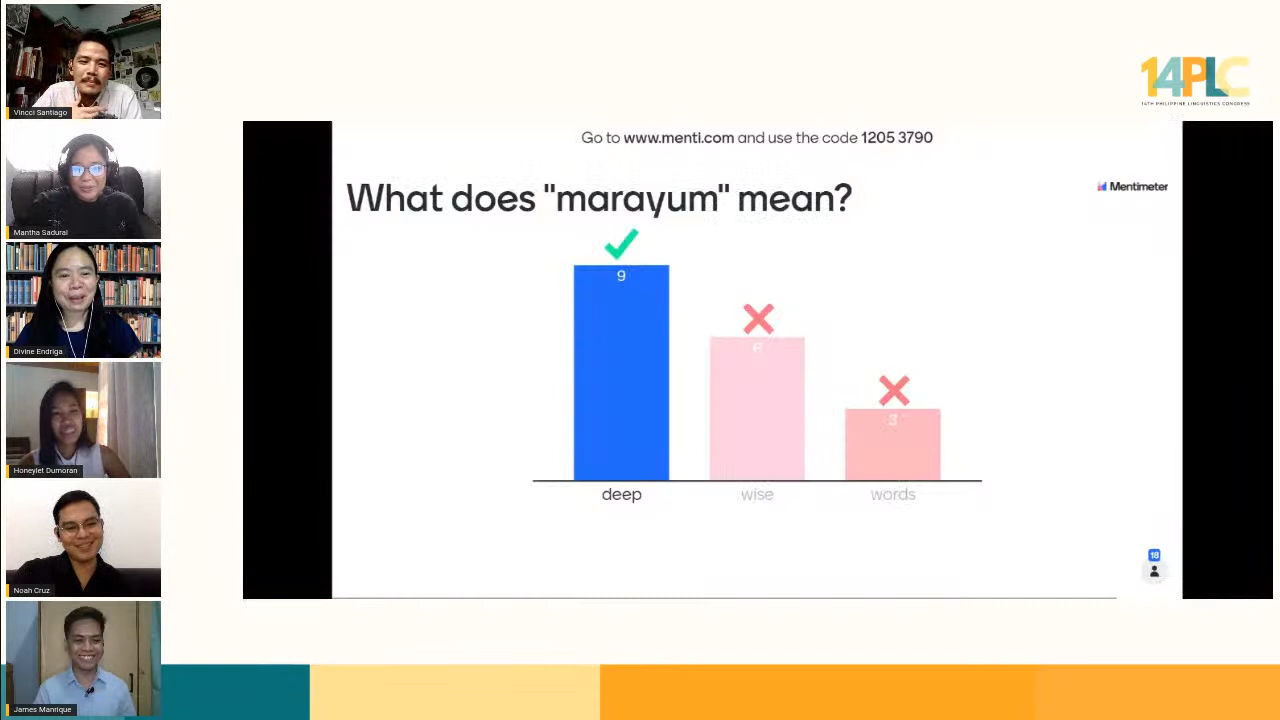 Vincci Santiago
Mantha Sadural
Divine Endriga
Honeylet Dumoran
Noah Cruz
James Manrique
14PLC
14TH PHILIPPINE LINGUISTICS CONGRESS
Go to www.menti.com and use the code 1205 3790
What does "marayum" mean?
Mentimeter
9
6
3
deep
wise
words
18